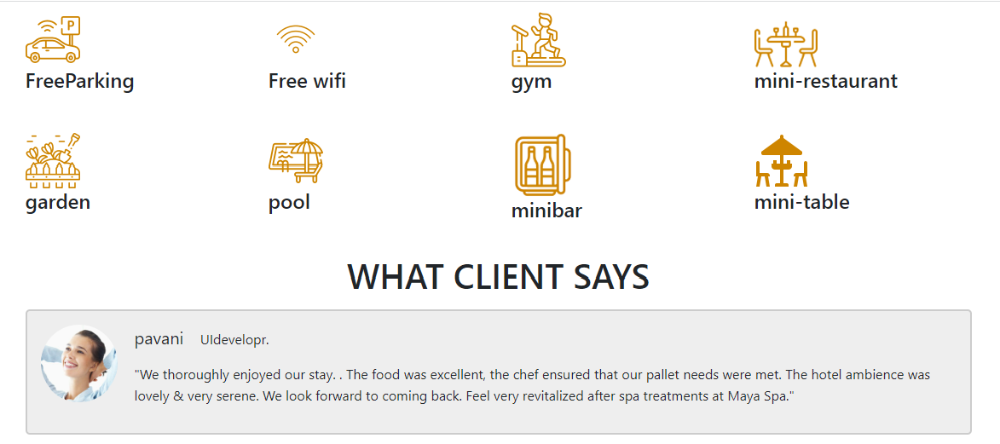 P
FreeParking Free wifi gym mini-restaurant
garden pool minibar mini-table
WHAT CLIENT SAYS
pavani UIdevelopr.
"We thoroughly enjoyed our stay. . The food was excellent, the chef ensured that our pallet needs were met. The hotel ambience was
lovely & very serene. We look forward to coming back. Feel very revitalized after spa treatments at Maya Spa."